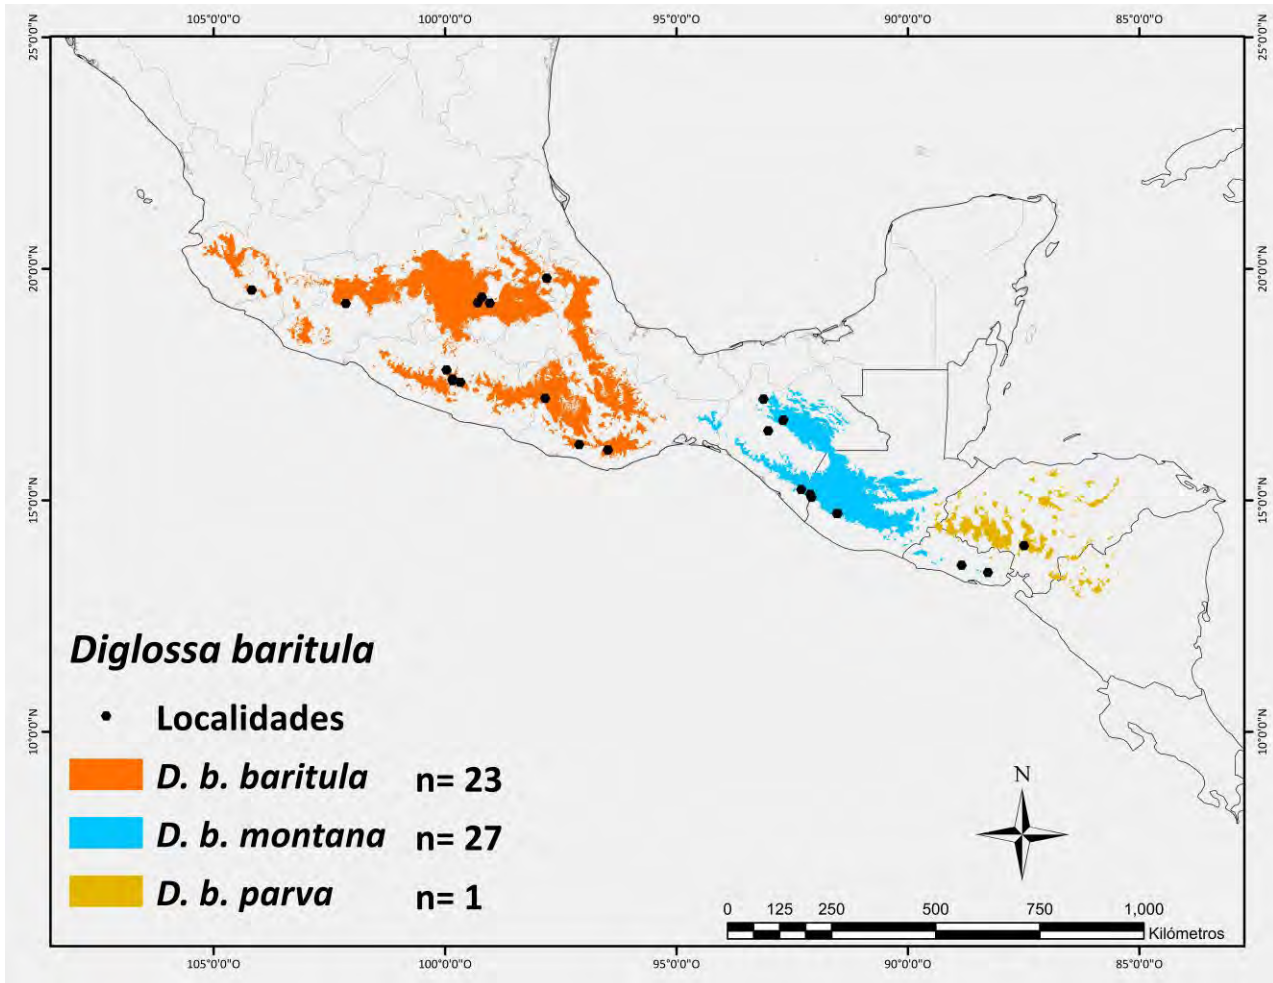 105°0'0"O 100°0'0"O 95°0'0"O 90°0'0"O 85°0'0"O
25°0'0"N 25°0'0"N
20°0'0"N 20°0'0"N
15°0'0"N 15°0'0"N
10°0'0"N 10°0'0"N
Diglossa baritula
Localidades
D. b. baritula n= 23
D. b. montana n= 27
D. b. parva n= 1
N
0 125 250 500 750 1,000
Kilómetros
105°0'0"O 100°0'0"O 95°0'0"O 90°0'0"O 85°0'0"O